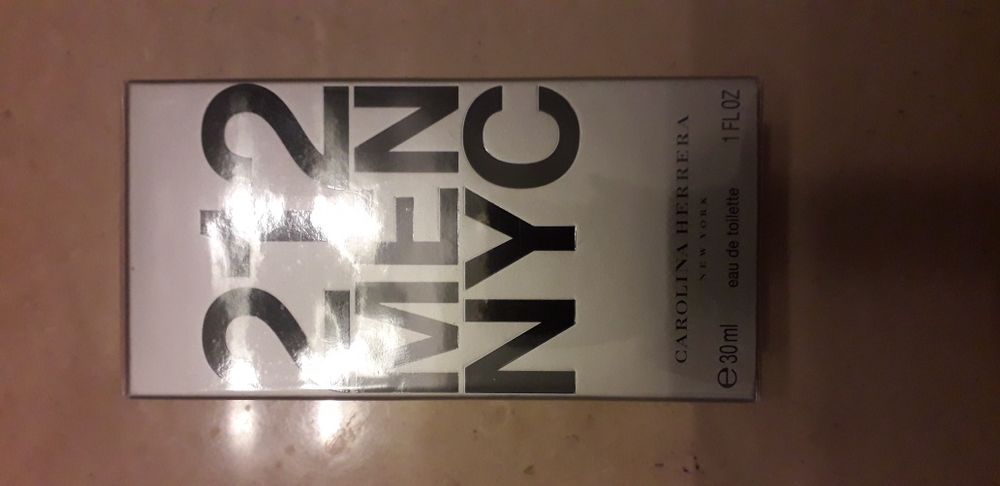 212
MEN
NYC
CAROLINA HERRERA
NEW YORK
eau de toilette
e 30ml 1 FL OZ